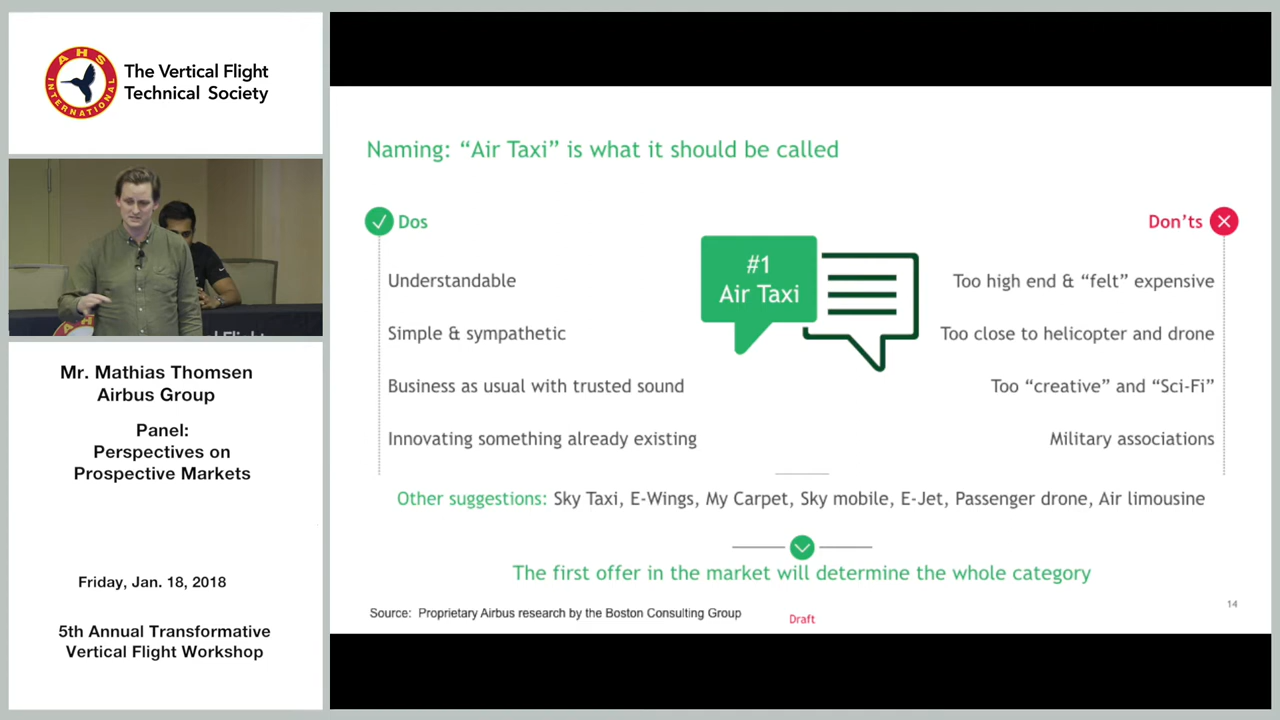 AHS
INTERNATIONAL
The Vertical Flight
Technical Society
Mr. Mathias Thomsen
Airbus Group
Panel:
Perspectives on
Prospective Markets
Friday, Jan. 18, 2018
5th Annual Transformative
Vertical Flight Workshop
Naming: “Air Taxi” is what it should be called
Dos
Understandable
Simple & sympathetic
Business as usual with trusted sound
Innovating something already existing
#1
Air Taxi
Don’ts
Too high end & “felt” expensive
Too close to helicopter and drone
Too “creative” and “Sci-Fi”
Military associations
Other suggestions: Sky Taxi, E-Wings, My Carpet, Sky mobile, E-Jet, Passenger drone, Air limousine
The first offer in the market will determine the whole category
Source: Proprietary Airbus research by the Boston Consulting Group
Draft
14